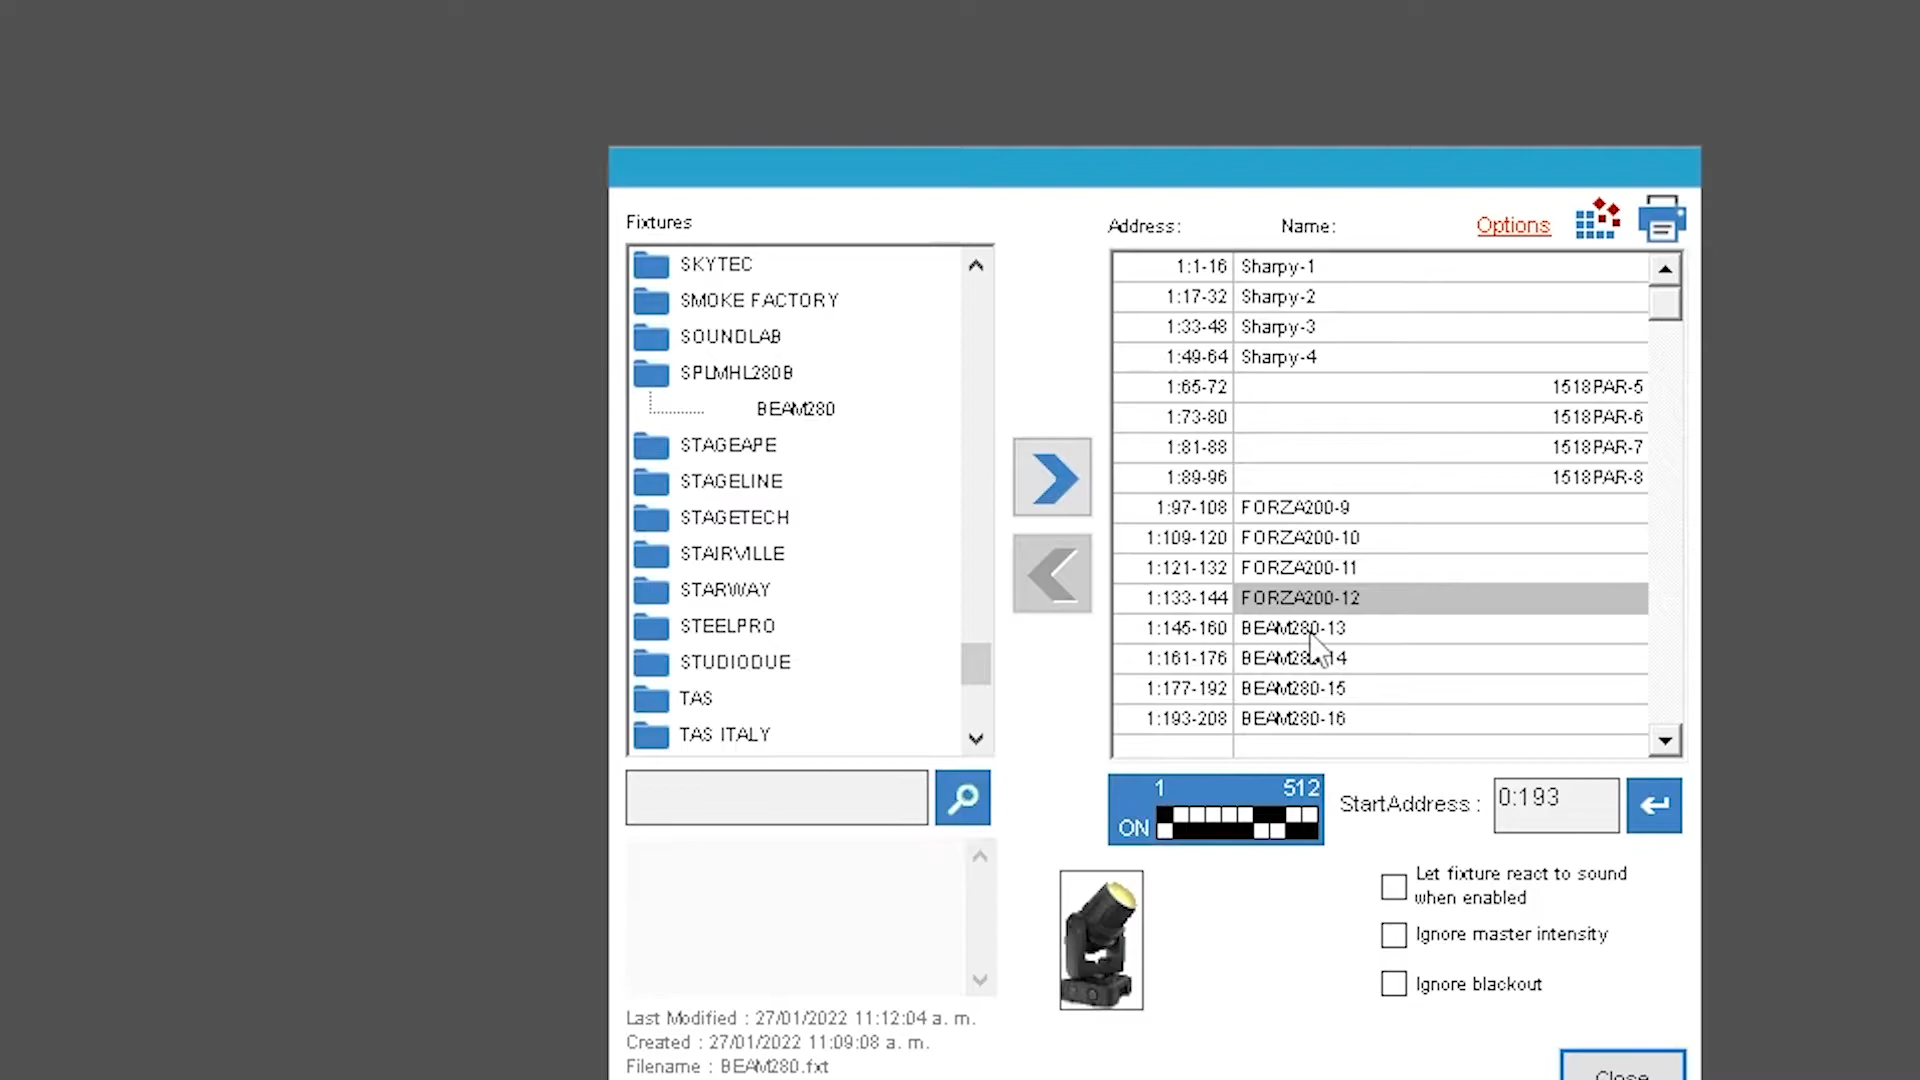 Fixtures
SKYTEC
SMOKE FACTORY
SOUNDLAB
SPLMHL280B
BEAM280
STAGEAPE
STAGELINE
STAGETECH
STAIRVILLE
STARWAY
STEELPRO
STUDIODUE
TAS
TAS ITALY
Last Modified : 27/01/2022 11:12:04 a. m.
Created : 27/01/2022 11:09:08 a. m.
Filename : BEAM280.fxt
Address: Name: Options
1:1-16 Sharpy-1
1:17-32 Sharpy-2
1:33-48 Sharpy-3
1:49-64 Sharpy-4
1:65-72 1518PAR-5
1:73-80 1518PAR-6
1:81-88 1518PAR-7
1:89-96 1518PAR-8
1:97-108 FORZA200-9
1:109-120 FORZA200-10
1:121-132 FORZA200-11
1:133-144 FORZA200-12
1:145-160 BEAM280-13
1:161-176 BEAM280-14
1:177-192 BEAM280-15
1:193-208 BEAM280-16
1 512
ON
StartAddress : 0:193
Let fixture react to sound
when enabled
Ignore master intensity
Ignore blackout
Close